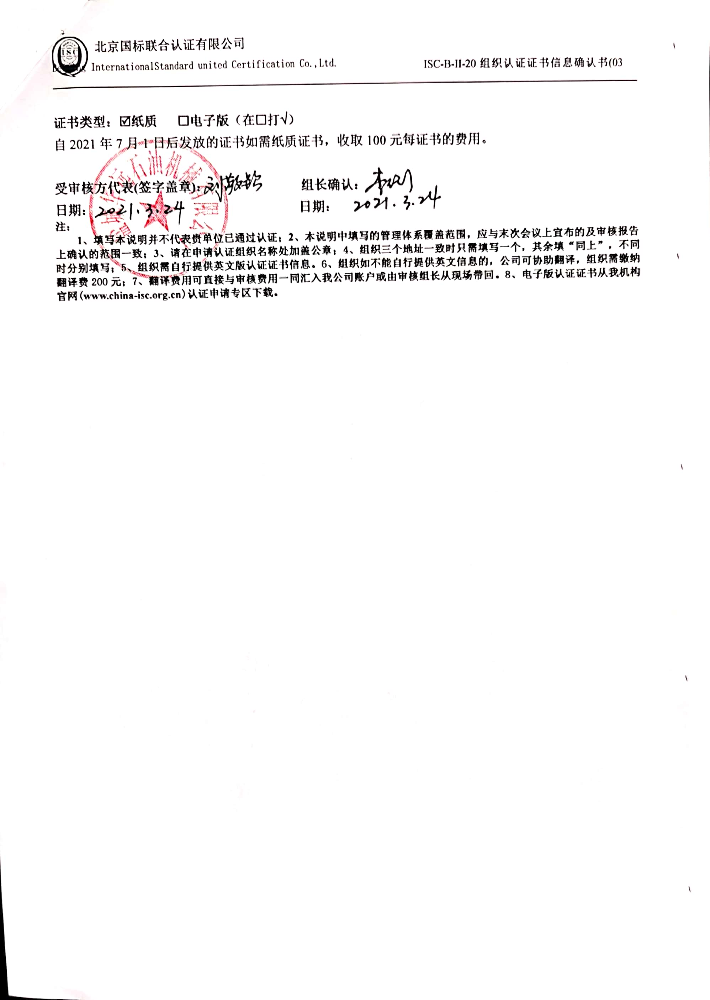 ISC
北京国标联合认证有限公司
InternationalStandard united Certification Co.,Ltd.
ISC-B-II-20 组织认证证书信息确认书(03
证书类型：☑纸质 □电子版（在□打√）
自 2021 年 7 月 1 日后发放的证书如需纸质证书，收取 100 元每证书的费用。
石油机械
受审核方代表(签字盖章)：刘敬 组长确认：李
日期：2021.3.24 日期： 2021.3.24
注：
1、填写本说明并不代表贵单位已通过认证；2、本说明中填写的管理体系覆盖范围，应与末次会议上宣布的及审核报告
上确认的范围一致；3、请在申请认证组织名称处加盖公章；4、组织三个地址一致时只需填写一个，其余填“同上”，不同
时分别填写；5、组织需自行提供英文版认证证书信息。6、组织如不能自行提供英文信息的，公司可协助翻译，组织需缴纳
翻译费 200 元；7、翻译费用可直接与审核费用一同汇入我公司账户或由审核组长从现场带回。8、电子版认证证书从我机构
官网(www.china-isc.org.cn)认证申请专区下载。